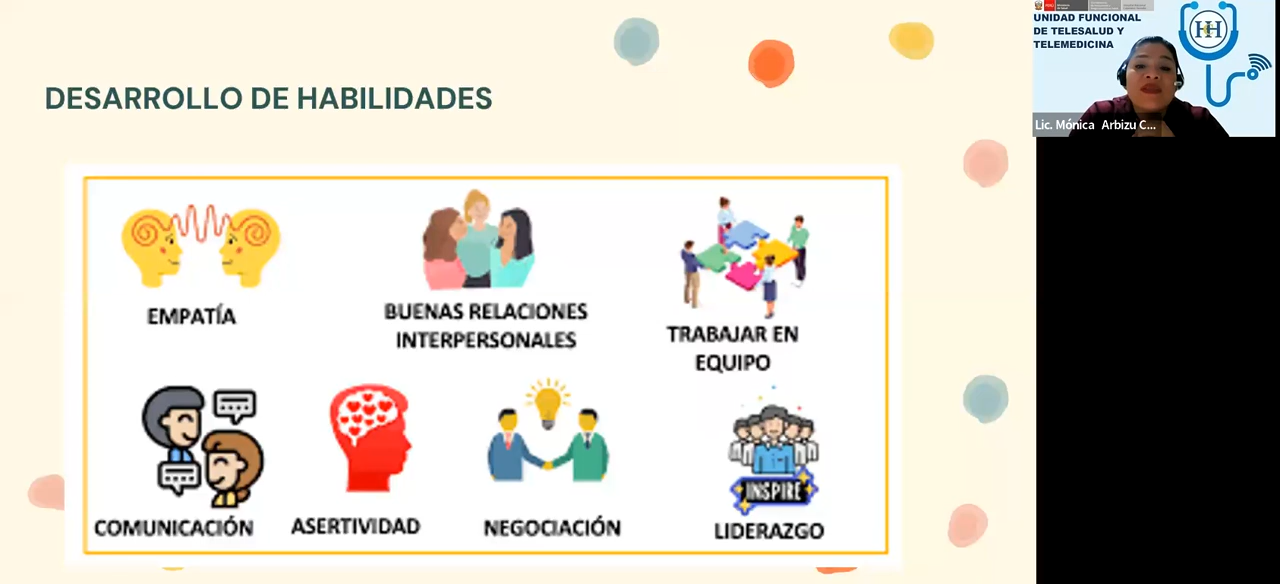 PERÚ
UNIDAD FUNCIONAL
DE TELESALUD Y
TELEMEDICINA
Lic. Mónica Arbizu C...
DESARROLLO DE HABILIDADES
EMPATÍA
BUENAS RELACIONES
INTERPERSONALES
TRABAJAR EN
EQUIPO
COMUNICACIÓN
ASERTIVIDAD
NEGOCIACIÓN
INSPIRE
LIDERAZGO